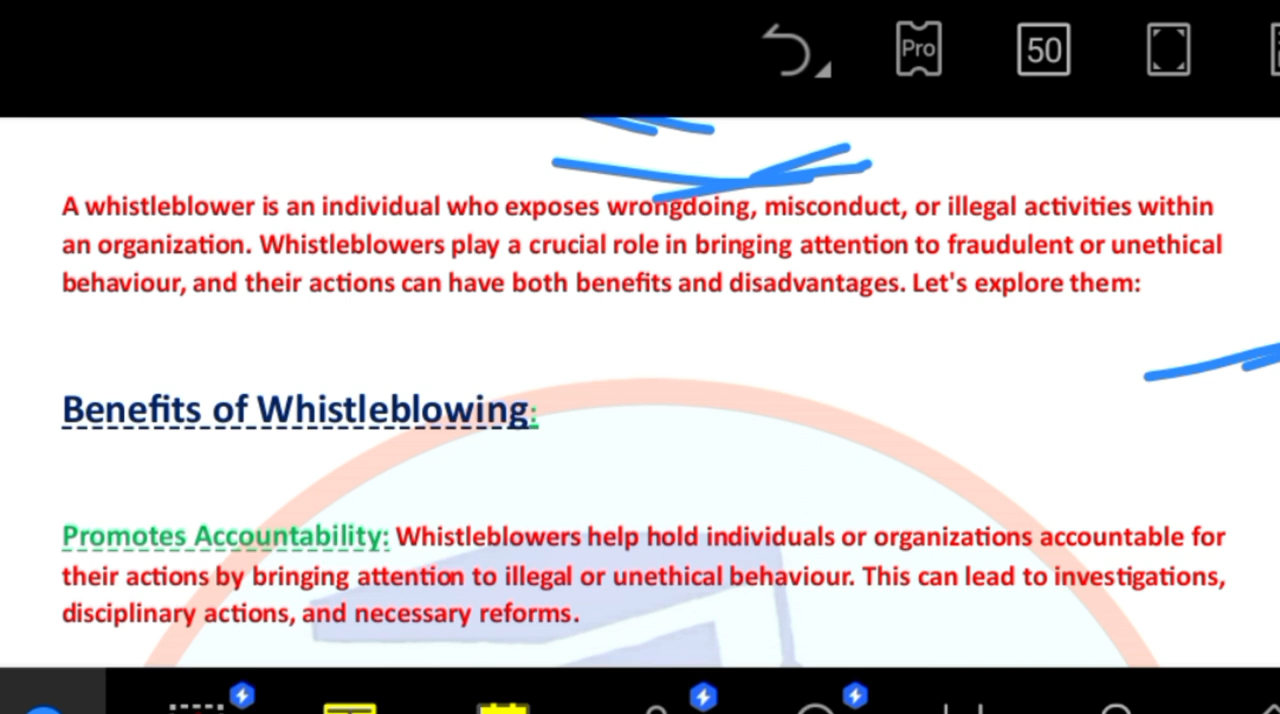 Pro
50
A whistleblower is an individual who exposes wrongdoing, misconduct, or illegal activities within
an organization. Whistleblowers play a crucial role in bringing attention to fraudulent or unethical
behaviour, and their actions can have both benefits and disadvantages. Let's explore them:
Benefits of Whistleblowing:
Promotes Accountability: Whistleblowers help hold individuals or organizations accountable for
their actions by bringing attention to illegal or unethical behaviour. This can lead to investigations,
disciplinary actions, and necessary reforms.